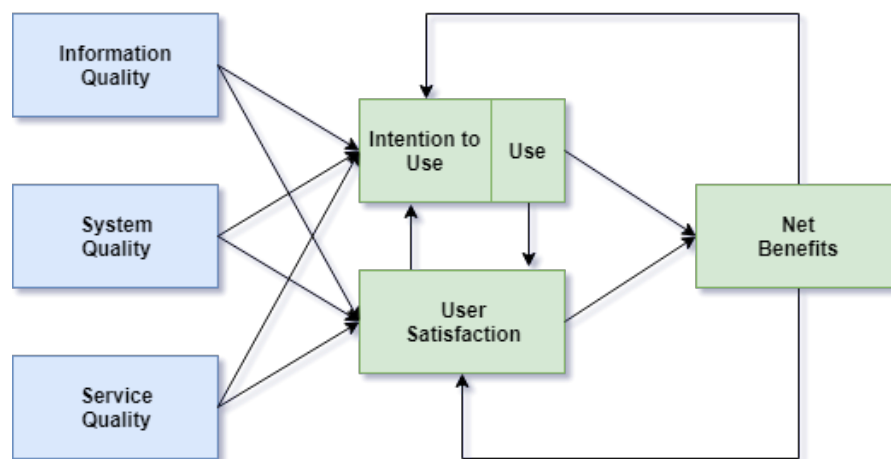 Information
Quality
Intention to
Use
Use
System
Quality
Net
Benefits
User
Satisfaction
Service
Quality